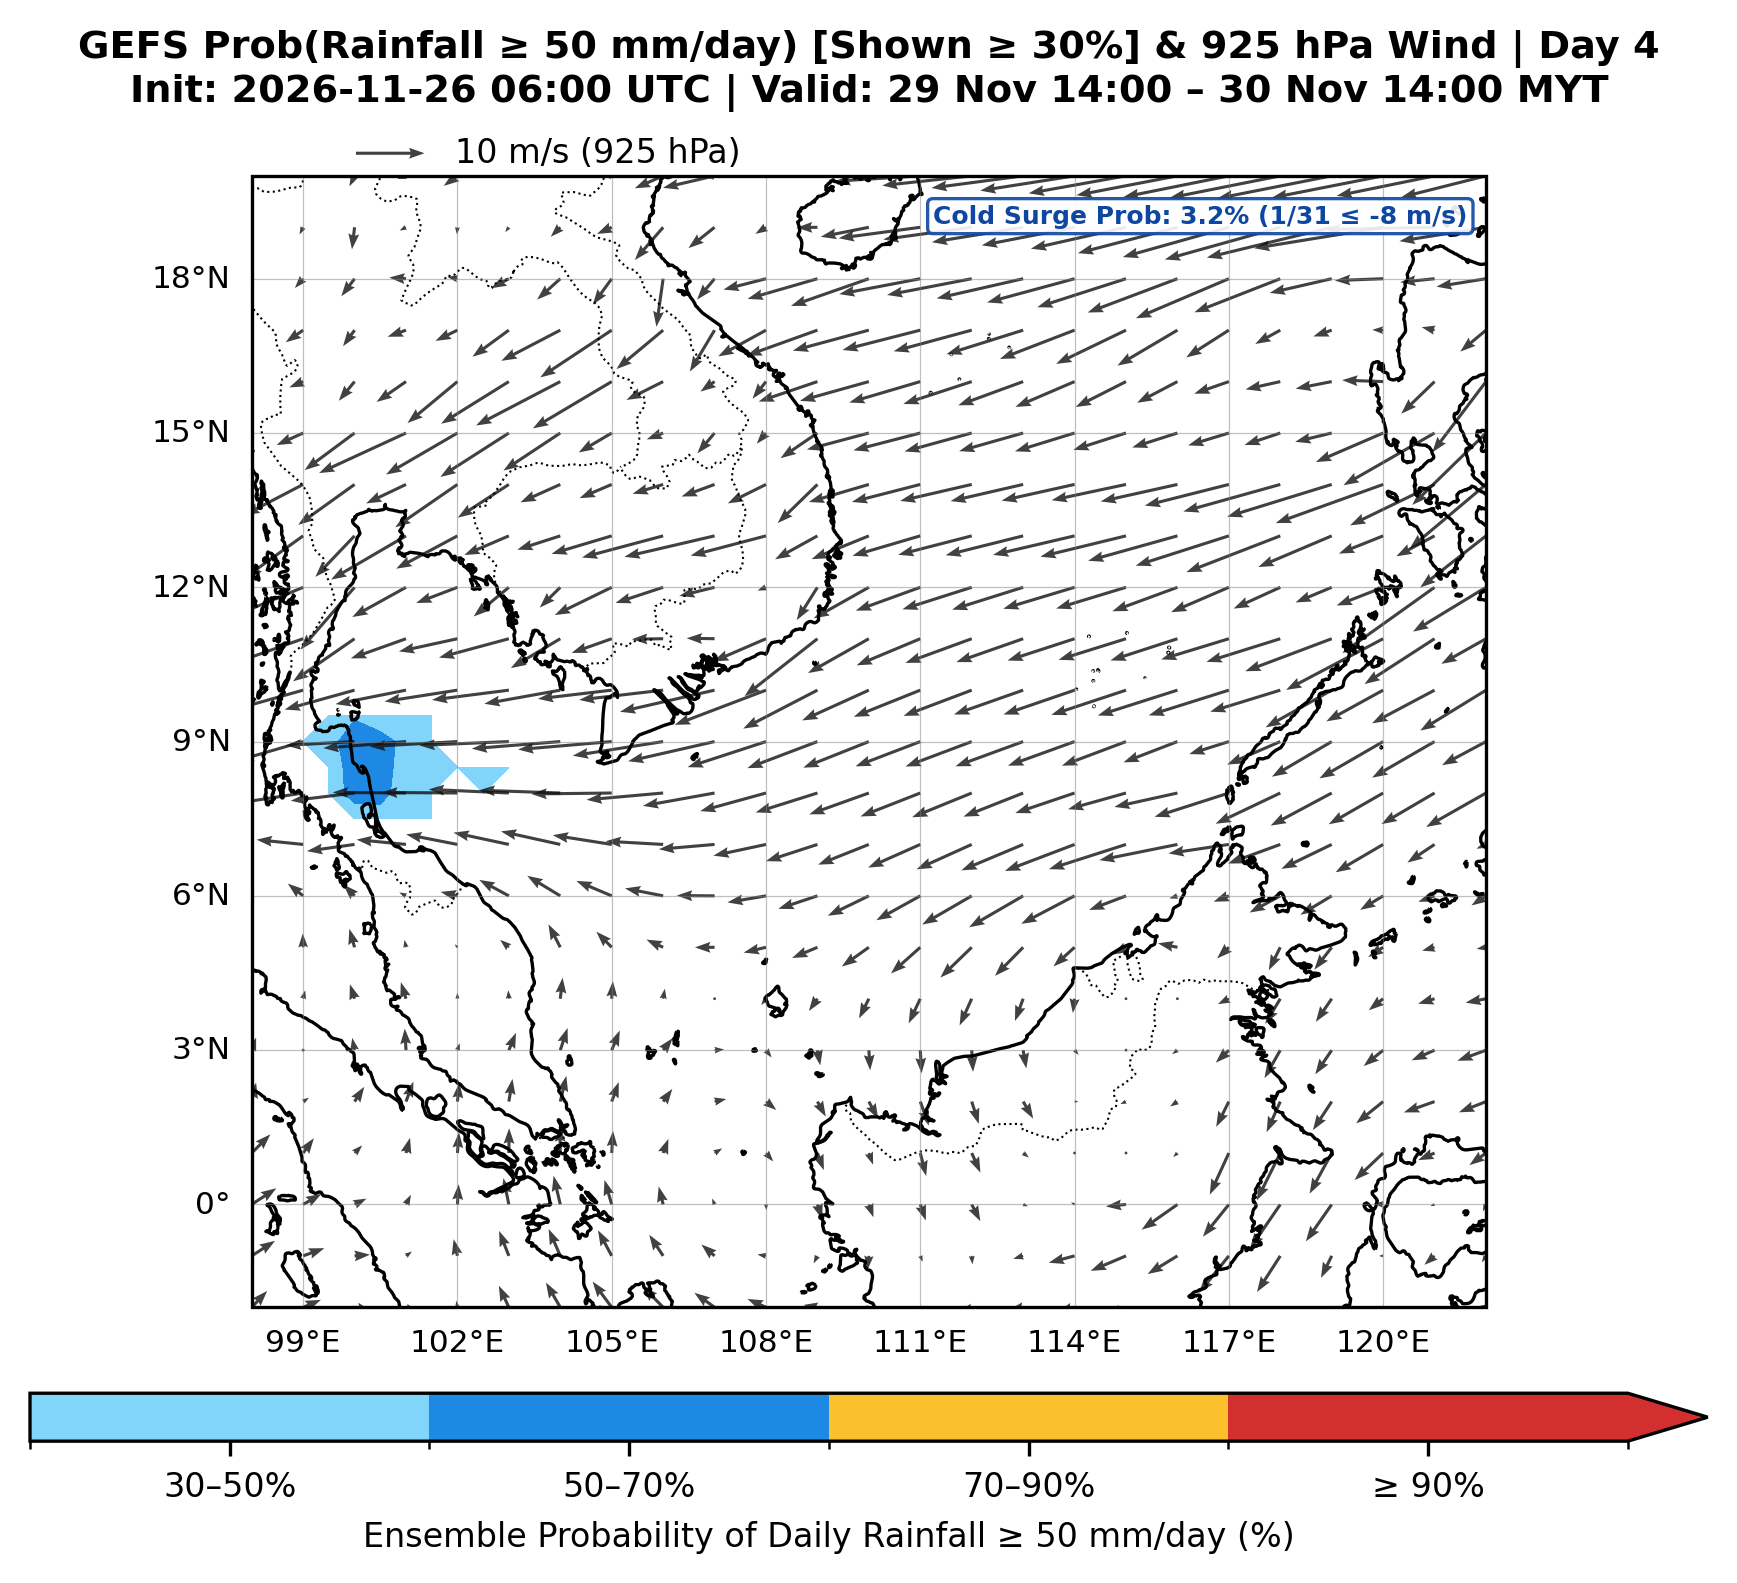 GEFS Prob(Rainfall ≥ 50 mm/day) [Shown ≥ 30%] & 925 hPa Wind | Day 4
Init: 2026-11-26 06:00 UTC | Valid: 29 Nov 14:00 – 30 Nov 14:00 MYT
10 m/s (925 hPa)
Cold Surge Prob: 3.2% (1/31 ≤ -8 m/s)
18°N
15°N
12°N
9°N
6°N
3°N
0°
99°E 102°E 105°E 108°E 111°E 114°E 117°E 120°E
30–50% 50–70% 70–90% ≥ 90%
Ensemble Probability of Daily Rainfall ≥ 50 mm/day (%)